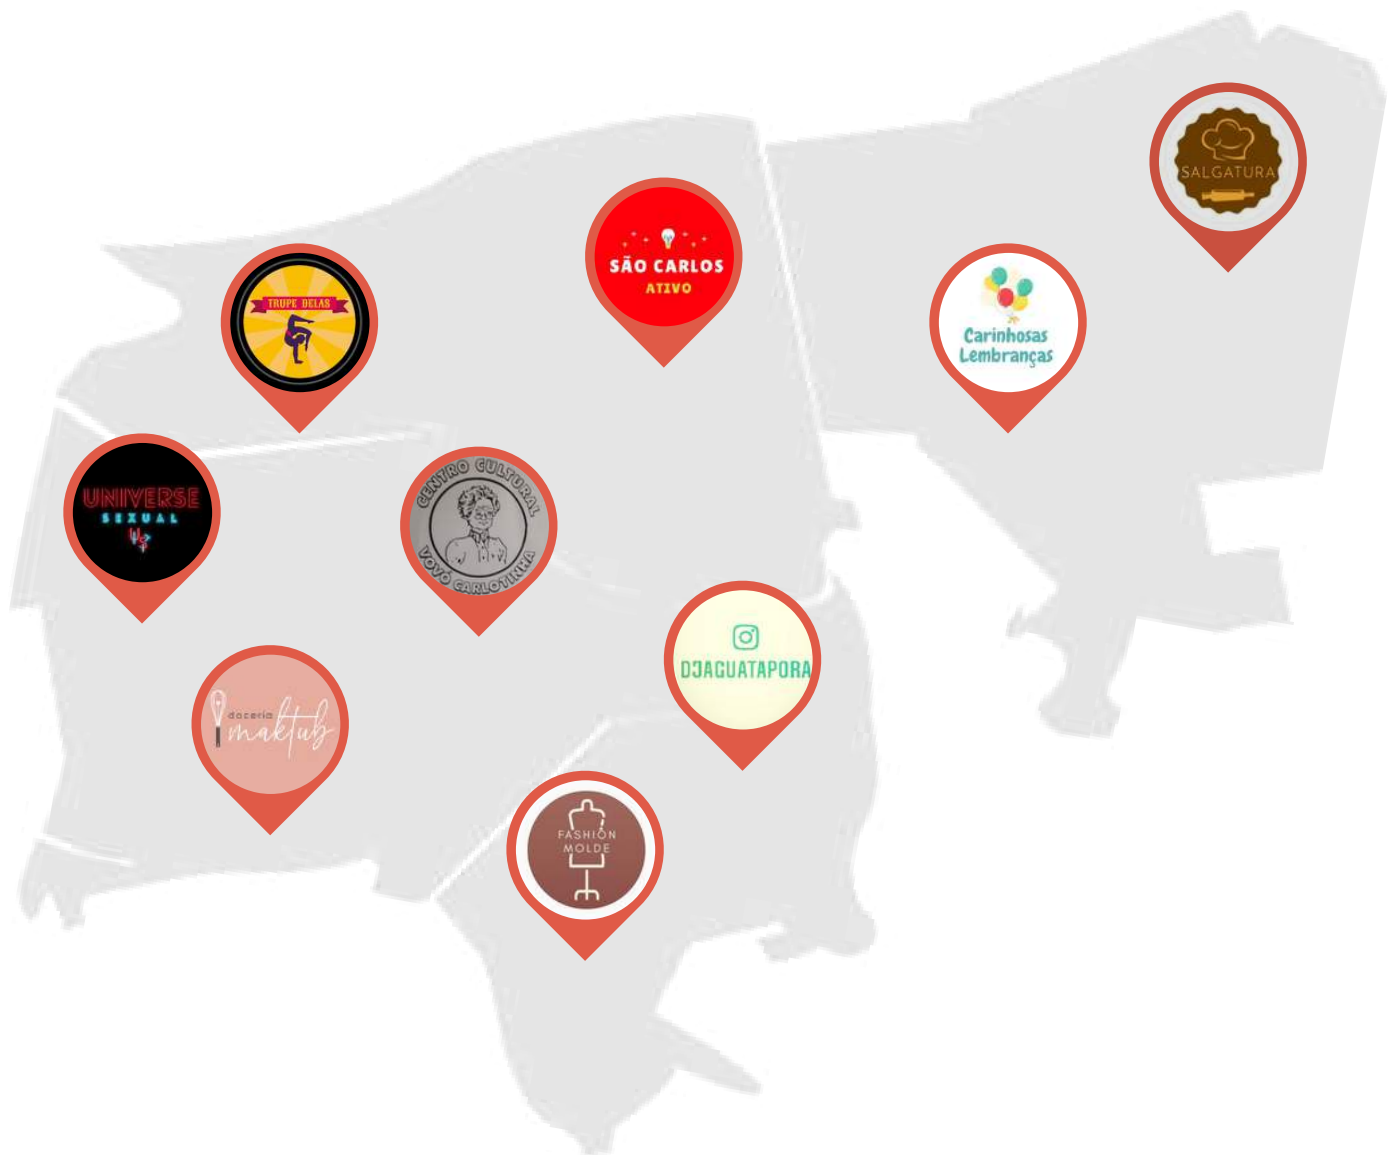 SALGATURA
SÃO CARLOS
ATIVO
TRUPE DELAS
Carinhosas
Lembranças
UNIVERSE
SEXUAL
CENTRO CULTURAL
VOVÓ CARLOTINHA
DJAGUATAPORA
doceria
maktub
FASHION
MOLDE